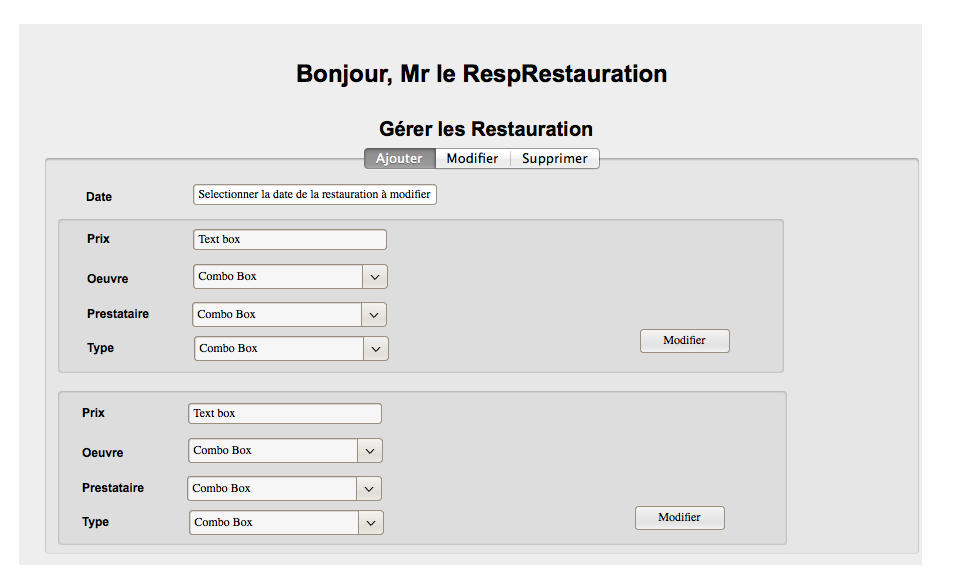 Bonjour, Mr le RespRestauration
Gérer les Restauration
Ajouter Modifier Supprimer
Date Selectionner la date de la restauration à modifier
Prix Text box
Oeuvre Combo Box
Prestataire Combo Box
Type Combo Box Modifier
Prix Text box
Oeuvre Combo Box
Prestataire Combo Box
Type Combo Box Modifier